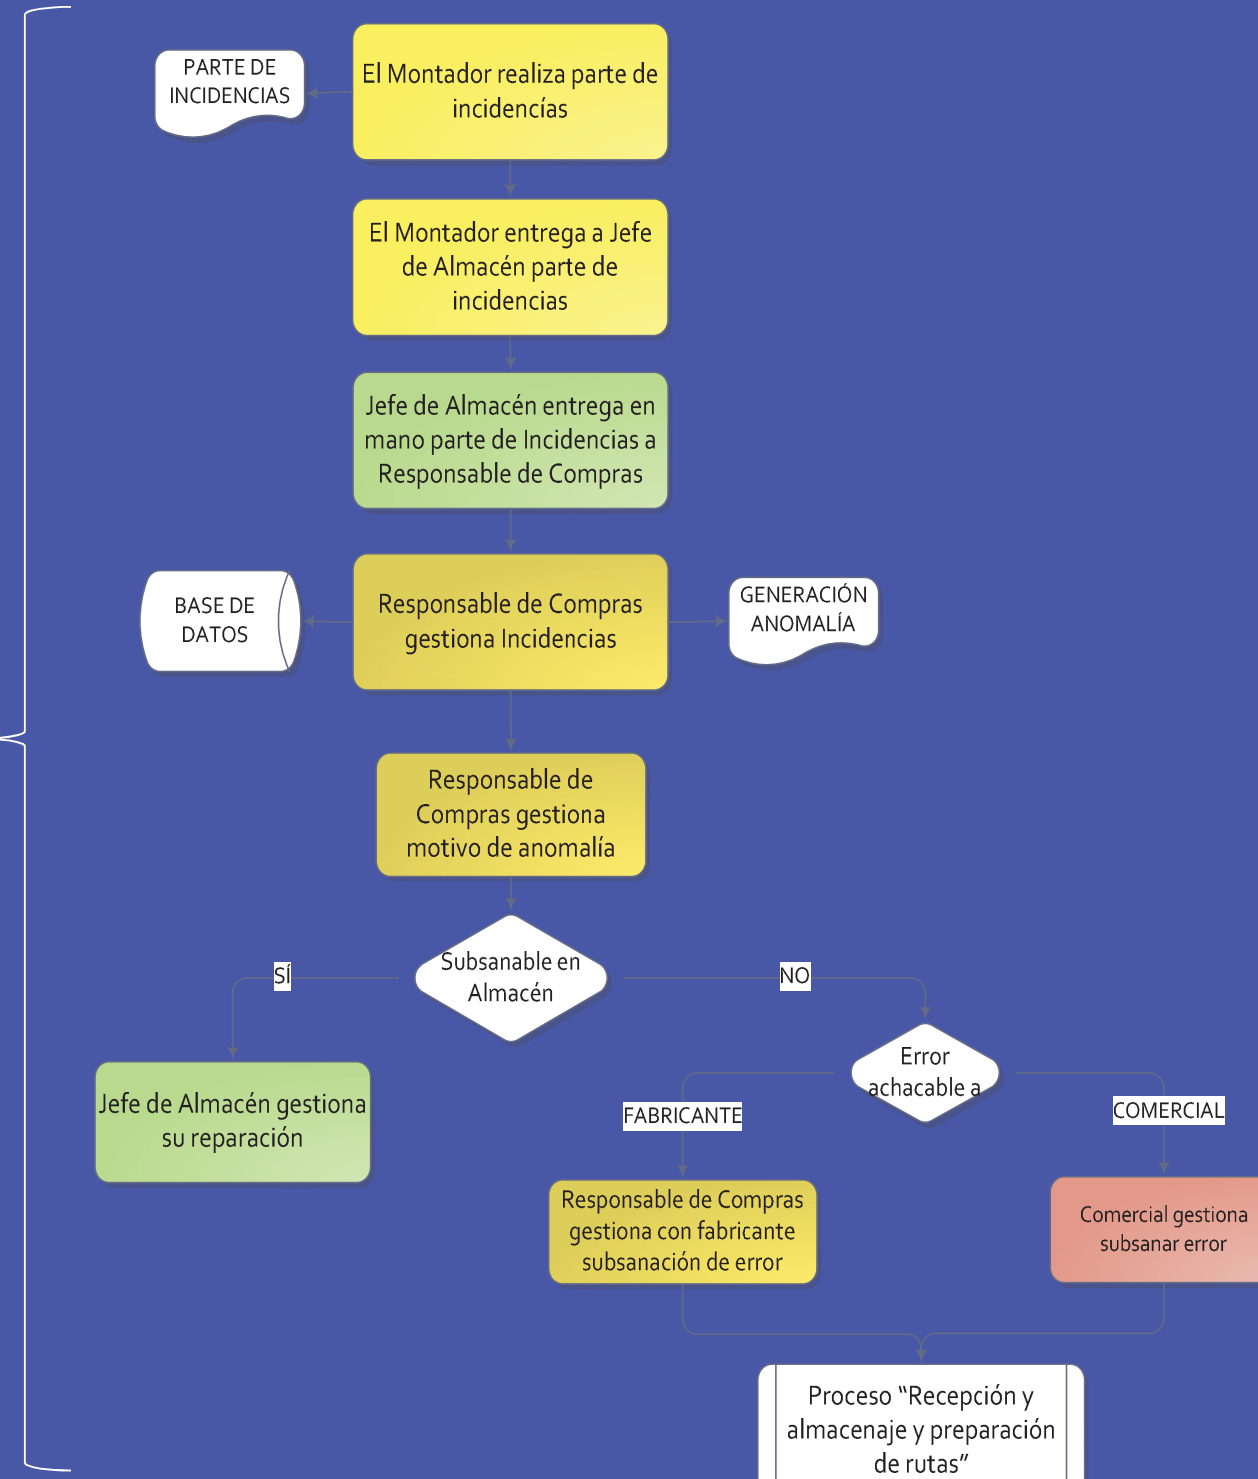 PARTE DE
INCIDENCIAS
El Montador realiza parte de
incidencías
El Montador entrega a Jefe
de Almacén parte de
incidencias
Jefe de Almacén entrega en
mano parte de Incidencias a
Responsable de Compras
BASE DE
DATOS
Responsable de Compras
gestiona Incidencias
GENERACIÓN
ANOMALÍA
Responsable de
Compras gestiona
motivo de anomalía
Subsanable en
Almacén
SÍ
NO
Jefe de Almacén gestiona
su reparación
Error
achacable a
FABRICANTE
COMERCIAL
Responsable de Compras
gestiona con fabricante
subsanación de error
Comercial gestiona
subsanar error
Proceso “Recepción y
almacenaje y preparación
de rutas”